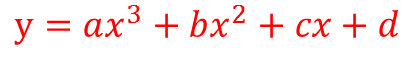 y = ax³ + bx² + cx + d